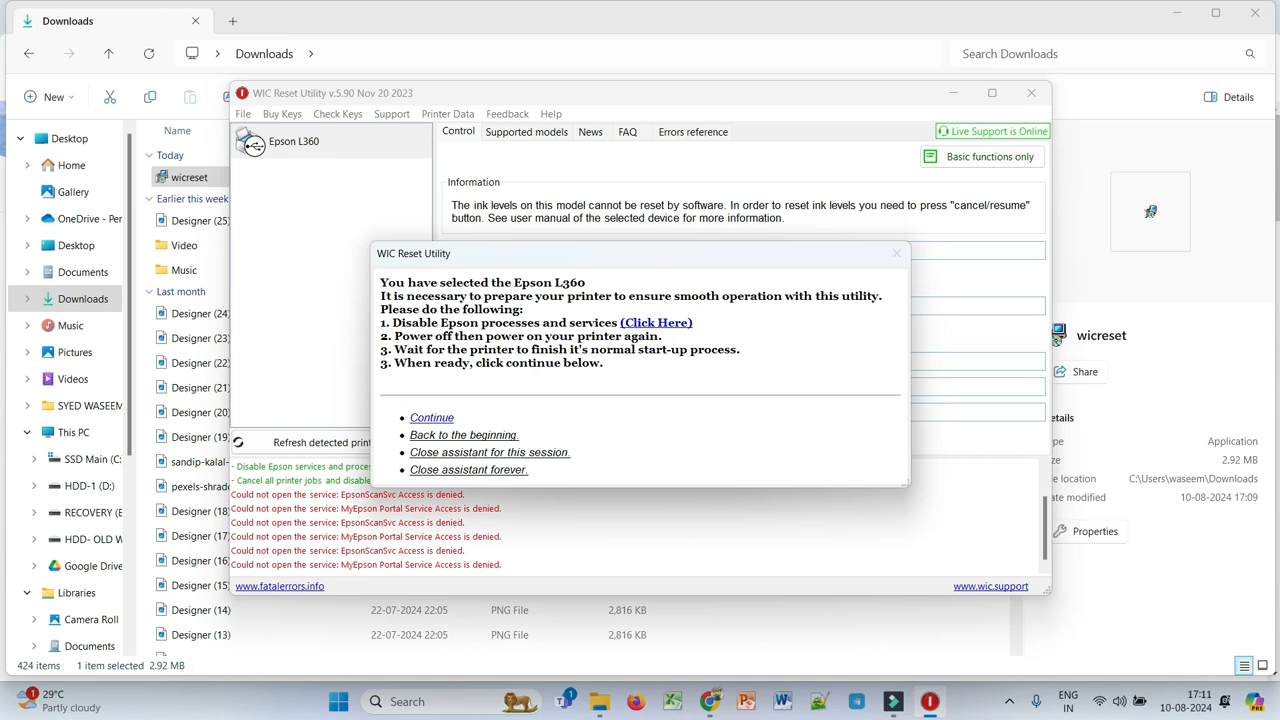 Downloads
Downloads
Search Downloads
New
Details
Desktop
Home
Gallery
OneDrive - Per
Desktop
Documents
Downloads
Music
Pictures
Videos
SYED WASEEM
This PC
SSD Main (C:
HDD-1 (D:)
RECOVERY (E
HDD- OLD W
Google Drive
Libraries
Camera Roll
Documents
Name
Today
wicreset
Earlier this week
Designer (25)
Video
Music
Last month
Designer (24)
Designer (23)
Designer (22)
Designer (21)
Designer (20)
Designer (19)
sandip-kalal-
pexels-shrad
Designer (18)
Designer (17)
Designer (16)
Designer (15)
Designer (14) 22-07-2024 22:05 PNG File 2,816 KB
Designer (13) 22-07-2024 22:05 PNG File 2,816 KB
424 items 1 item selected 2.92 MB
WIC Reset Utility v.5.90 Nov 20 2023
File Buy Keys Check Keys Support Printer Data Feedback Help
Epson L360
Control Supported models News FAQ Errors reference
Live Support is Online
Basic functions only
Information
The ink levels on this model cannot be reset by software. In order to reset ink levels you need to press "cancel/resume"
button. See user manual of the selected device for more information.
WIC Reset Utility
You have selected the Epson L360
It is necessary to prepare your printer to ensure smooth operation with this utility.
Please do the following:
1. Disable Epson processes and services (Click Here)
2. Power off then power on your printer again.
3. Wait for the printer to finish it's normal start-up process.
3. When ready, click continue below.
Continue
Back to the beginning.
Close assistant for this session.
Close assistant forever.
Refresh detected print
- Disable Epson services and proces
- Cancel all printer jobs and disable
Could not open the service: EpsonScanSvc Access is denied.
Could not open the service: MyEpson Portal Service Access is denied.
Could not open the service: EpsonScanSvc Access is denied.
Could not open the service: MyEpson Portal Service Access is denied.
Could not open the service: EpsonScanSvc Access is denied.
Could not open the service: MyEpson Portal Service Access is denied.
www.fatalerrors.info
www.wic.support
wicreset
Share
etails
ype Application
ze 2.92 MB
e location C:\Users\waseem\Downloads
ate modified 10-08-2024 17:09
Properties
1
29°C
Partly cloudy
Search
1
ENG
IN
17:11
10-08-2024
PRE